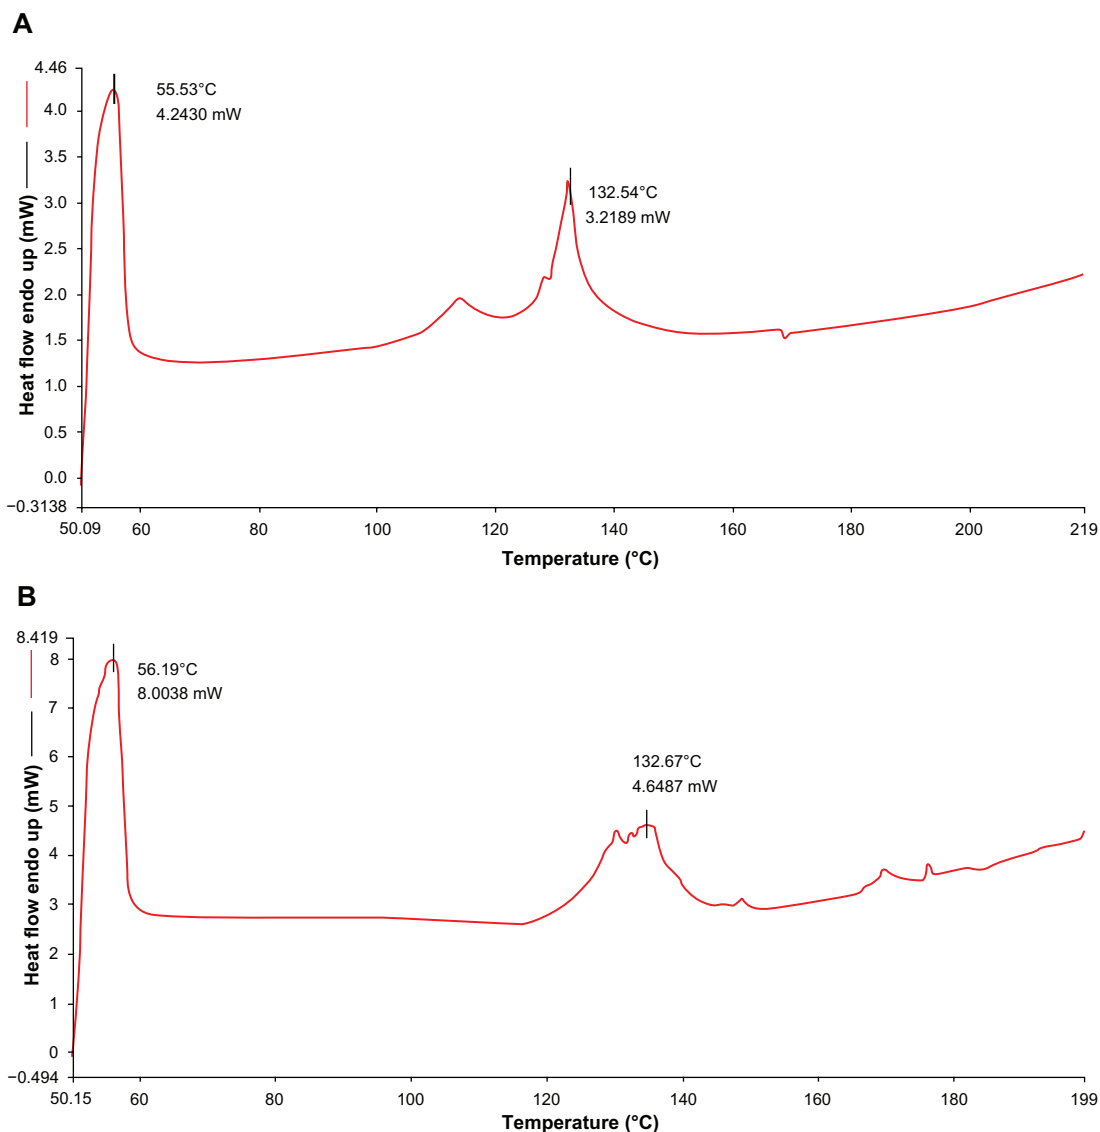 A
4.46
4.0
3.5
3.0
2.5
2.0
1.5
1.0
0.5
0.0
−0.3138
Heat flow endo up (mW)
55.53°C
4.2430 mW
132.54°C
3.2189 mW
50.09 60 80 100 120 140 160 180 200 219
Temperature (°C)
B
8.419
8
7
6
5
4
3
2
1
0
−0.494
Heat flow endo up (mW)
56.19°C
8.0038 mW
132.67°C
4.6487 mW
50.15 60 80 100 120 140 160 180 199
Temperature (°C)